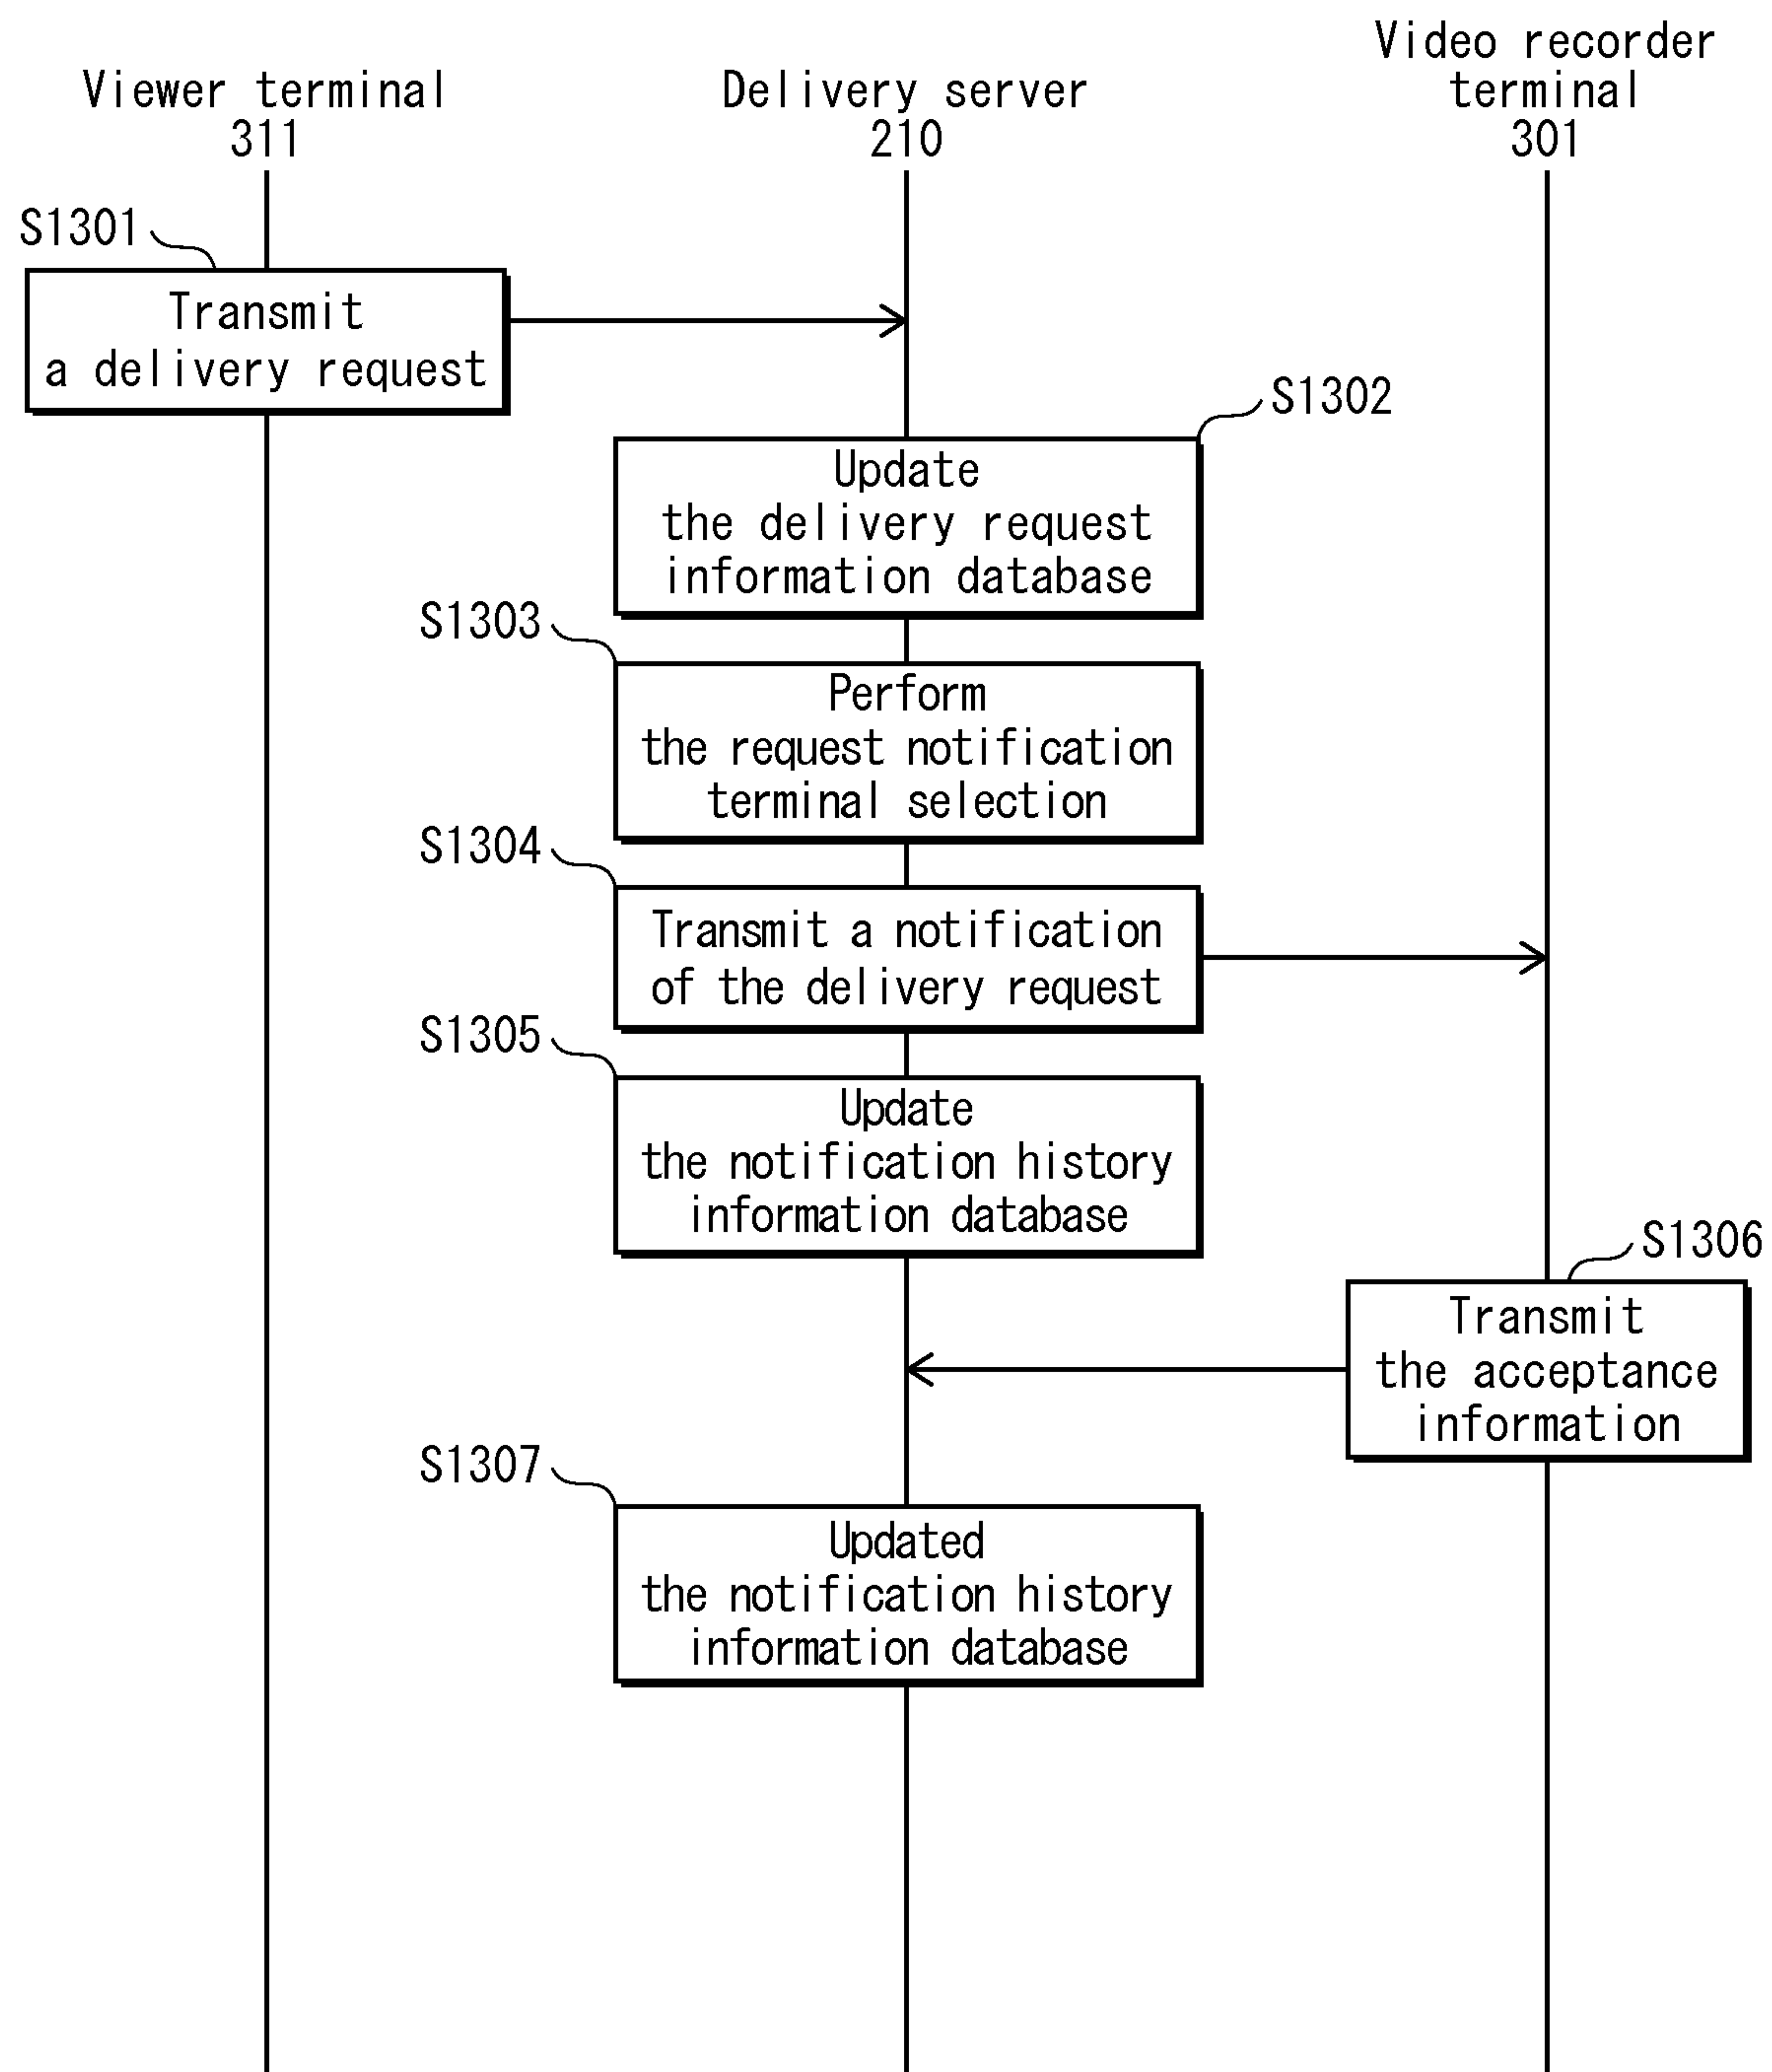 Viewer terminal
311
Delivery server
210
Video recorder
terminal
301
S1301
Transmit
a delivery request
S1302
Update
the delivery request
information database
S1303
Perform
the request notification
terminal selection
S1304
Transmit a notification
of the delivery request
S1305
Update
the notification history
information database
S1306
Transmit
the acceptance
information
S1307
Updated
the notification history
information database